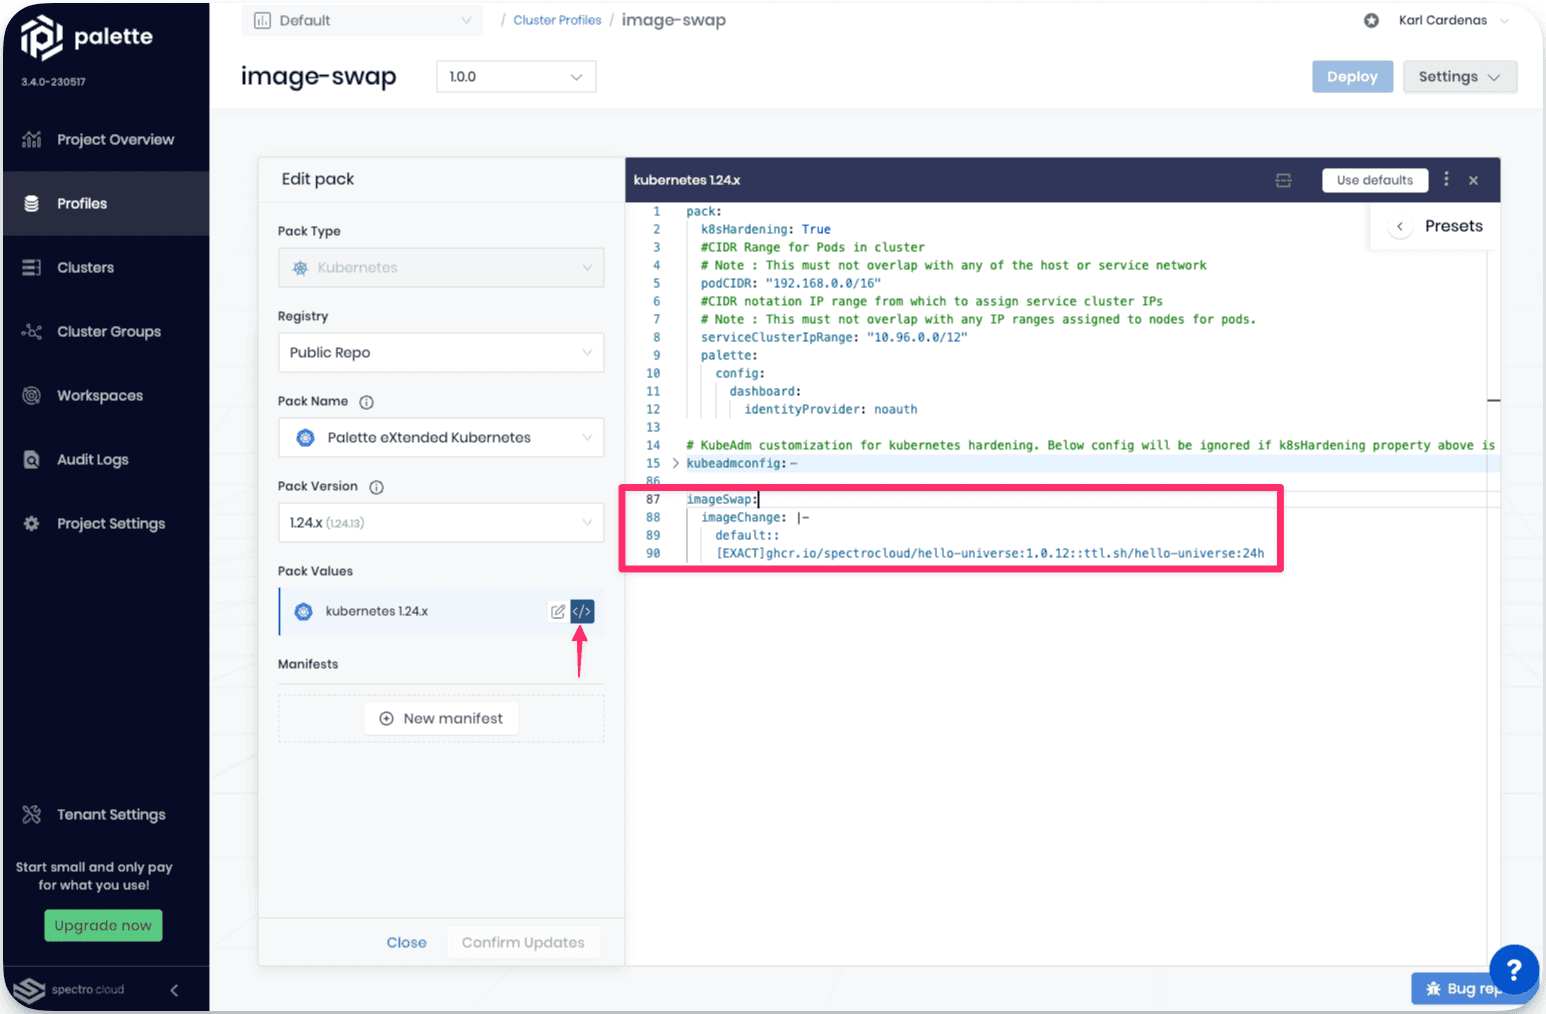 palette
3.4.0-230517
Project Overview
Profiles
Clusters
Cluster Groups
Workspaces
Audit Logs
Project Settings
Tenant Settings
Start small and only pay
for what you use!
Upgrade now
spectro cloud
Default
/ Cluster Profiles / image-swap
Karl Cardenas
image-swap
1.0.0
Deploy
Settings
Edit pack
Pack Type
Kubernetes
Registry
Public Repo
Pack Name
Palette eXtended Kubernetes
Pack Version
1.24.x (1.24.13)
Pack Values
kubernetes 1.24.x
</>
Manifests
New manifest
Close
Confirm Updates
kubernetes 1.24.x
Use defaults
Presets
1 pack:
2 k8sHardening: True
3 #CIDR Range for Pods in cluster
4 # Note : This must not overlap with any of the host or service network
5 podCIDR: "192.168.0.0/16"
6 #CIDR notation IP range from which to assign service cluster IPs
7 # Note : This must not overlap with any IP ranges assigned to nodes for pods.
8 serviceClusterIpRange: "10.96.0.0/12"
9 palette:
10 config:
11 dashboard:
12 identityProvider: noauth
13
14 # KubeAdm customization for kubernetes hardening. Below config will be ignored if k8sHardening property above is
15 kubeadmconfig:
86
87 imageSwap:
88 imageChange: |-
89 default::
90 [EXACT]ghcr.io/spectrocloud/hello-universe:1.0.12::ttl.sh/hello-universe:24h
?
Bug rep